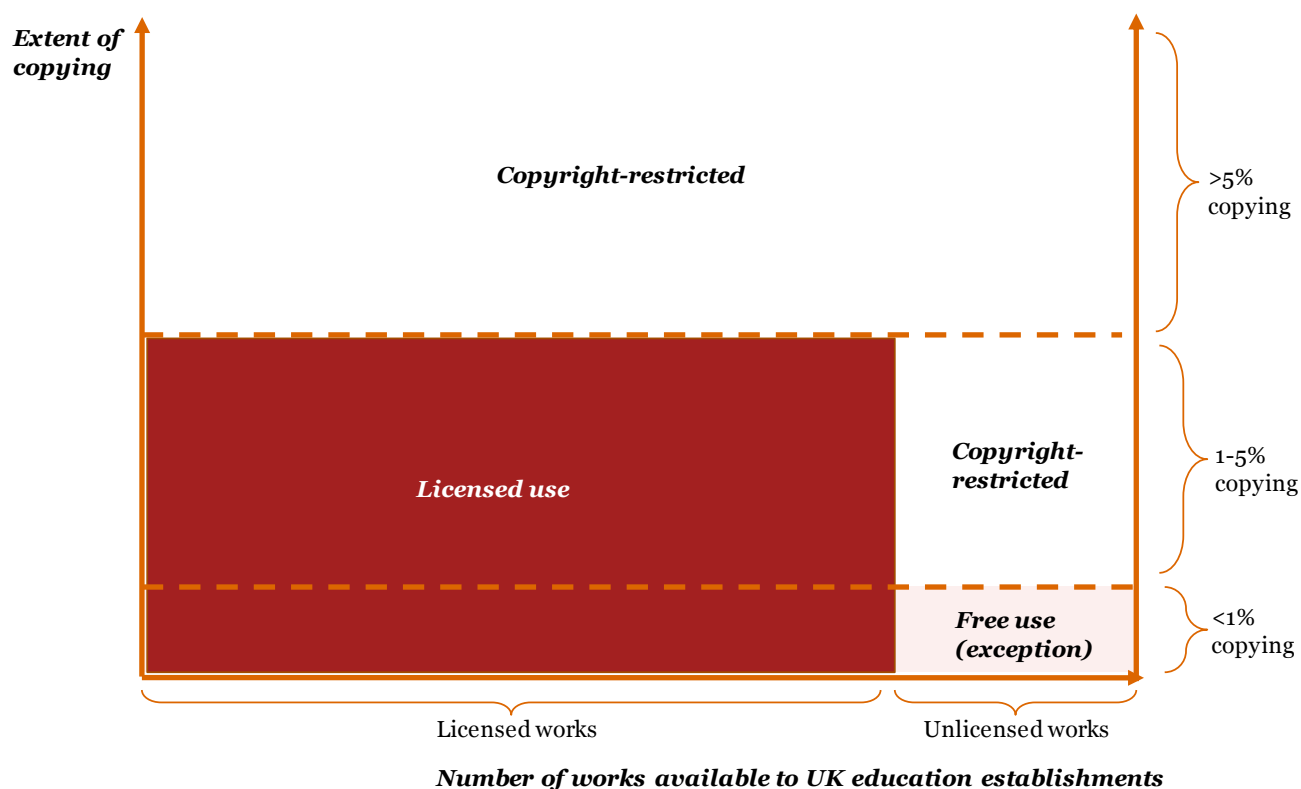 Extent of
copying
Copyright-restricted
>5%
copying
Copyright-
restricted
1-5%
copying
Licensed use
Free use
(exception)
<1%
copying
Licensed works
Unlicensed works
Number of works available to UK education establishments